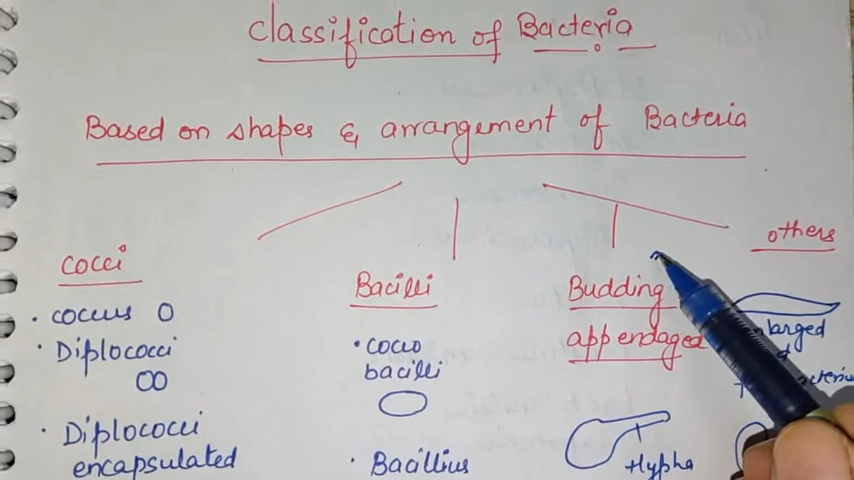 Classification of Bacteria
Based on shapes & arrangement of Bacteria
Cocci
• coccus
• Diplococci
• Diplococci
encapsulated
Bacilli
• Cocco
bacilli
• Bacillius
Budding
appendaged
Hypha
others